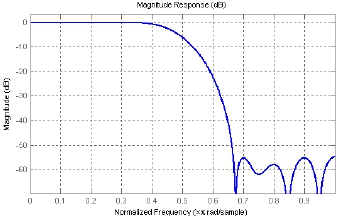 Magnitude Response (dB)
Magnitude (dB)
0
-10
-20
-30
-40
-50
-60
0 0.1 0.2 0.3 0.4 0.5 0.6 0.7 0.8 0.9
Normalized Frequency (×π rad/sample)